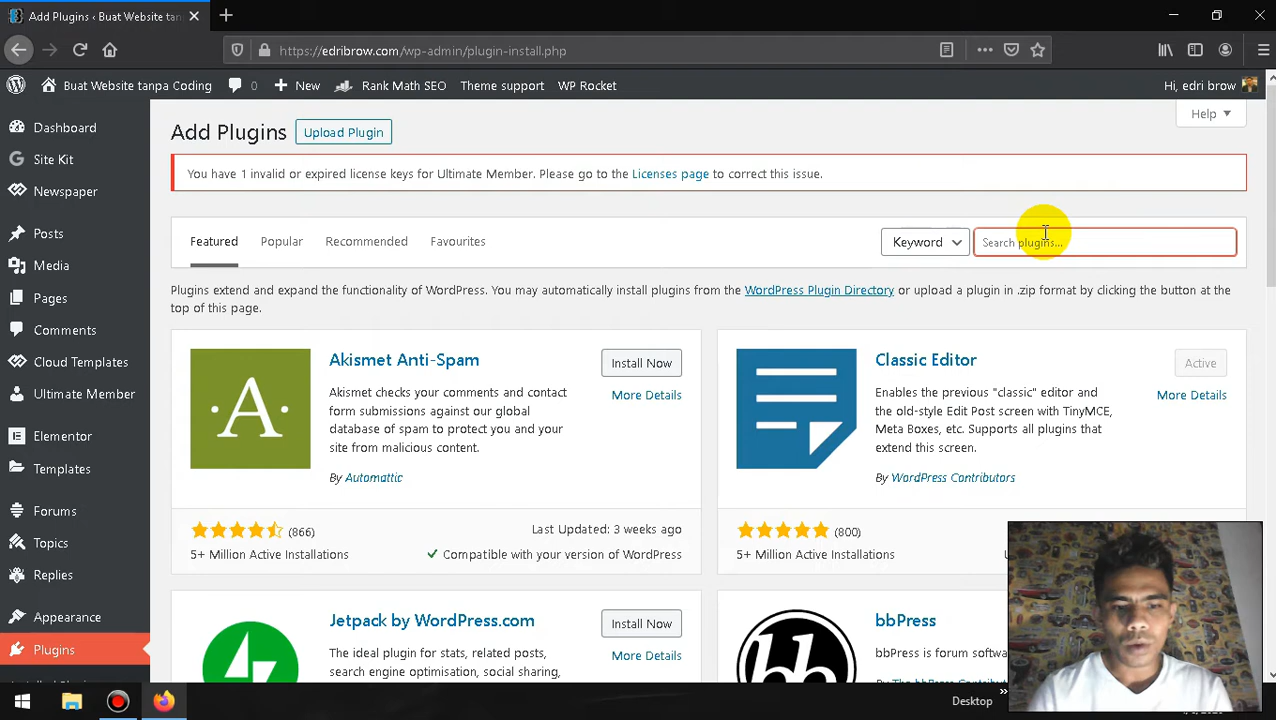 Add Plugins ‹ Buat Website tan
https://edribrow.com/wp-admin/plugin-install.php
Buat Website tanpa Coding
0
New
Rank Math SEO
Theme support
WP Rocket
Hi, edri brow
Dashboard
Site Kit
Newspaper
Posts
Media
Pages
Comments
Cloud Templates
Ultimate Member
Elementor
Templates
Forums
Topics
Replies
Appearance
Plugins
Add Plugins
Upload Plugin
Help
You have 1 invalid or expired license keys for Ultimate Member. Please go to the Licenses page to correct this issue.
Featured
Popular
Recommended
Favourites
Keyword
Search plugins...
Plugins extend and expand the functionality of WordPress. You may automatically install plugins from the WordPress Plugin Directory or upload a plugin in .zip format by clicking the button at the
top of this page.
A
Akismet Anti-Spam
Install Now
More Details
Akismet checks your comments and contact
form submissions against our global
database of spam to protect you and your
site from malicious content.
By Automattic
(866)
Last Updated: 3 weeks ago
5+ Million Active Installations
Compatible with your version of WordPress
Classic Editor
Active
More Details
Enables the previous "classic" editor and
the old-style Edit Post screen with TinyMCE,
Meta Boxes, etc. Supports all plugins that
extend this screen.
By WordPress Contributors
(800)
5+ Million Active Installations
Jetpack by WordPress.com
Install Now
More Details
The ideal plugin for stats, related posts,
search engine optimisation, social sharing,
bb
bbPress
bbPress is forum softwa
Desktop